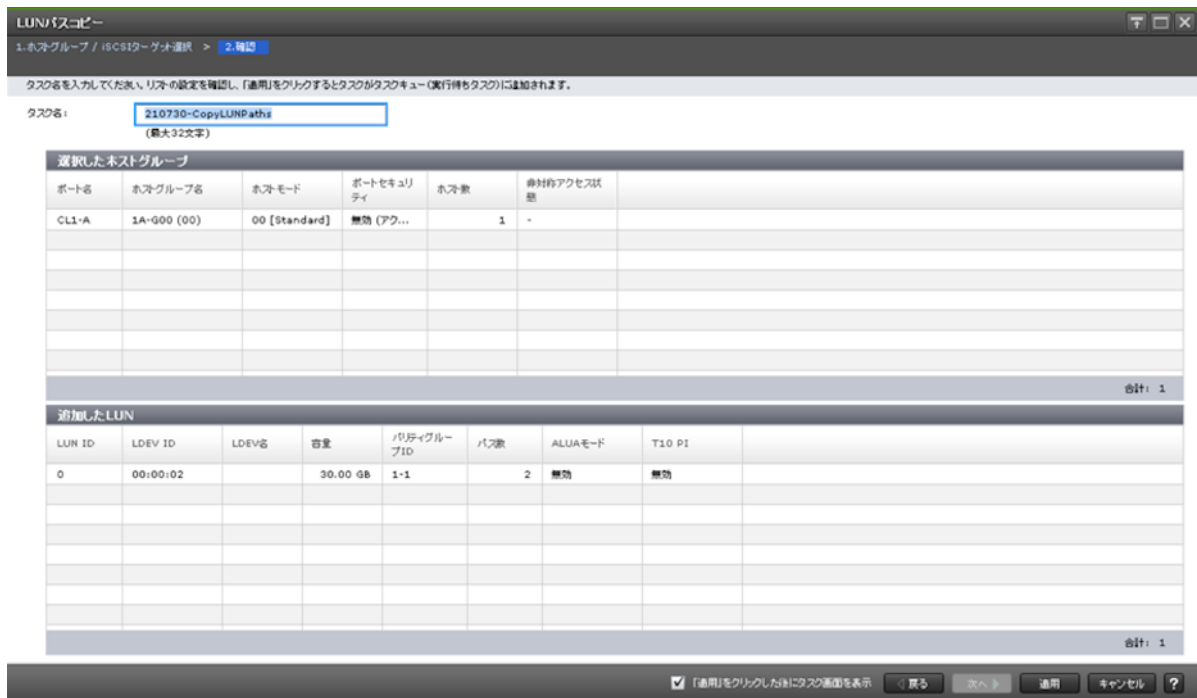 LUNパスコピー
1.ホストグループ / iSCSIターゲット選択 > 2.確認
タスク名を入力してください。リストの設定を確認し、「適用」をクリックするとタスクがタスクキュー(実行待ちタスク)に追加されます。
タスク名: 210730-CopyLUNPaths
(最大32文字)
選択したホストグループ
ポート名 ホストグループ名 ホストモード ポートセキュリティ ホスト数 非対称アクセス状態
CL1-A 1A-G00 (00) 00 [Standard] 無効 (アク... 1 -
合計: 1
追加したLUN
LUN ID LDEV ID LDEV名 容量 パリティグループID パス数 ALUAモード T10 PI
0 00:00:02 30.00 GB 1-1 2 無効 無効
合計: 1
「適用」をクリックした後にタスク画面を表示 戻る 次へ 適用 キャンセル ?